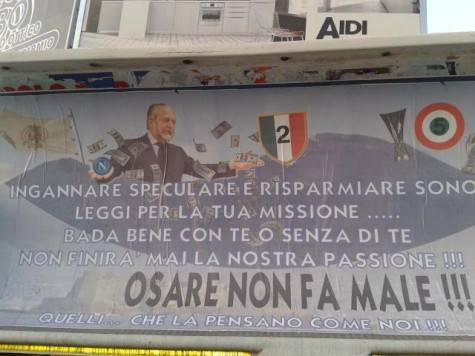 AIDI
N
2
INGANNARE SPECULARE E RISPARMIARE SONO
LEGGI PER LA TUA MISSIONE .....
BADA BENE CON TE O SENZA DI TE
NON FINIRA' MAI LA NOSTRA PASSIONE !!!
OSARE NON FA MALE !!!
QUELLI... CHE LA PENSANO COME NOI !!!